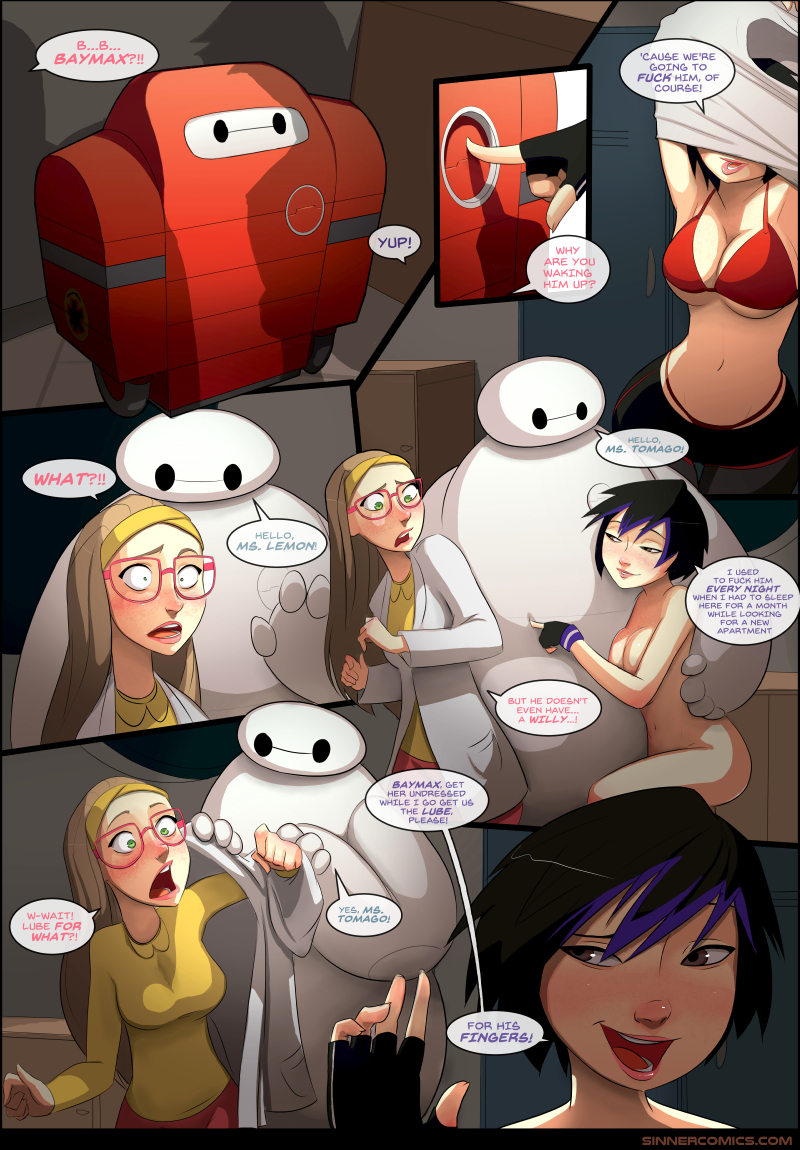 B...B...
BAYMAX?!!
YUP!
WHY
ARE YOU
WAKING
HIM UP?
'CAUSE WE'RE
GOING TO
FUCK HIM, OF
COURSE!
WHAT?!!
HELLO,
MS. LEMON!
HELLO,
MS. TOMAGO!
I USED
TO FUCK HIM
EVERY NIGHT
WHEN I HAD TO SLEEP
HERE FOR A MONTH
WHILE LOOKING
FOR A NEW
APARTMENT
BUT HE DOESN'T
EVEN HAVE...
A WILLY...!
BAYMAX, GET
HER UNDRESSED
WHILE I GO GET US
THE LUBE,
PLEASE!
YES, MS.
TOMAGO!
W-WAIT!
LUBE FOR
WHAT?!
FOR HIS
FINGERS!
SINNERCOMICS.COM